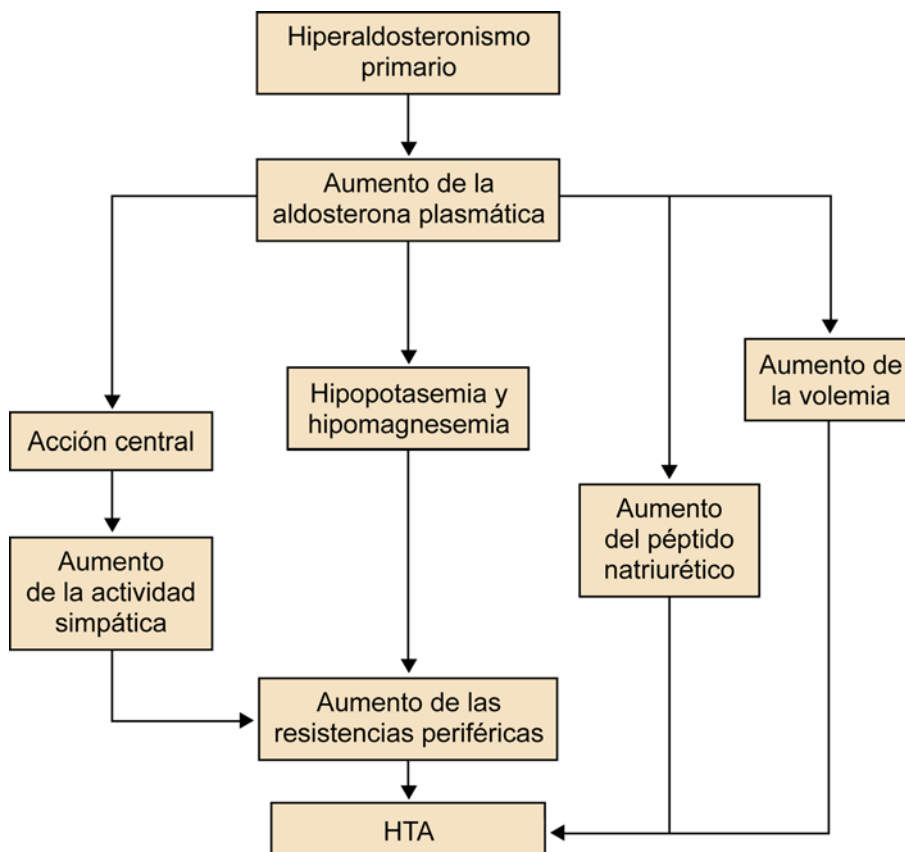 Hiperaldosteronismo
primario
Aumento de la
aldosterona plasmática
Aumento de
la volemia
Hipopotasemia y
hipomagnesemia
Acción central
Aumento
del péptido
natriurético
Aumento
de la actividad
simpática
Aumento de las
resistencias periféricas
HTA